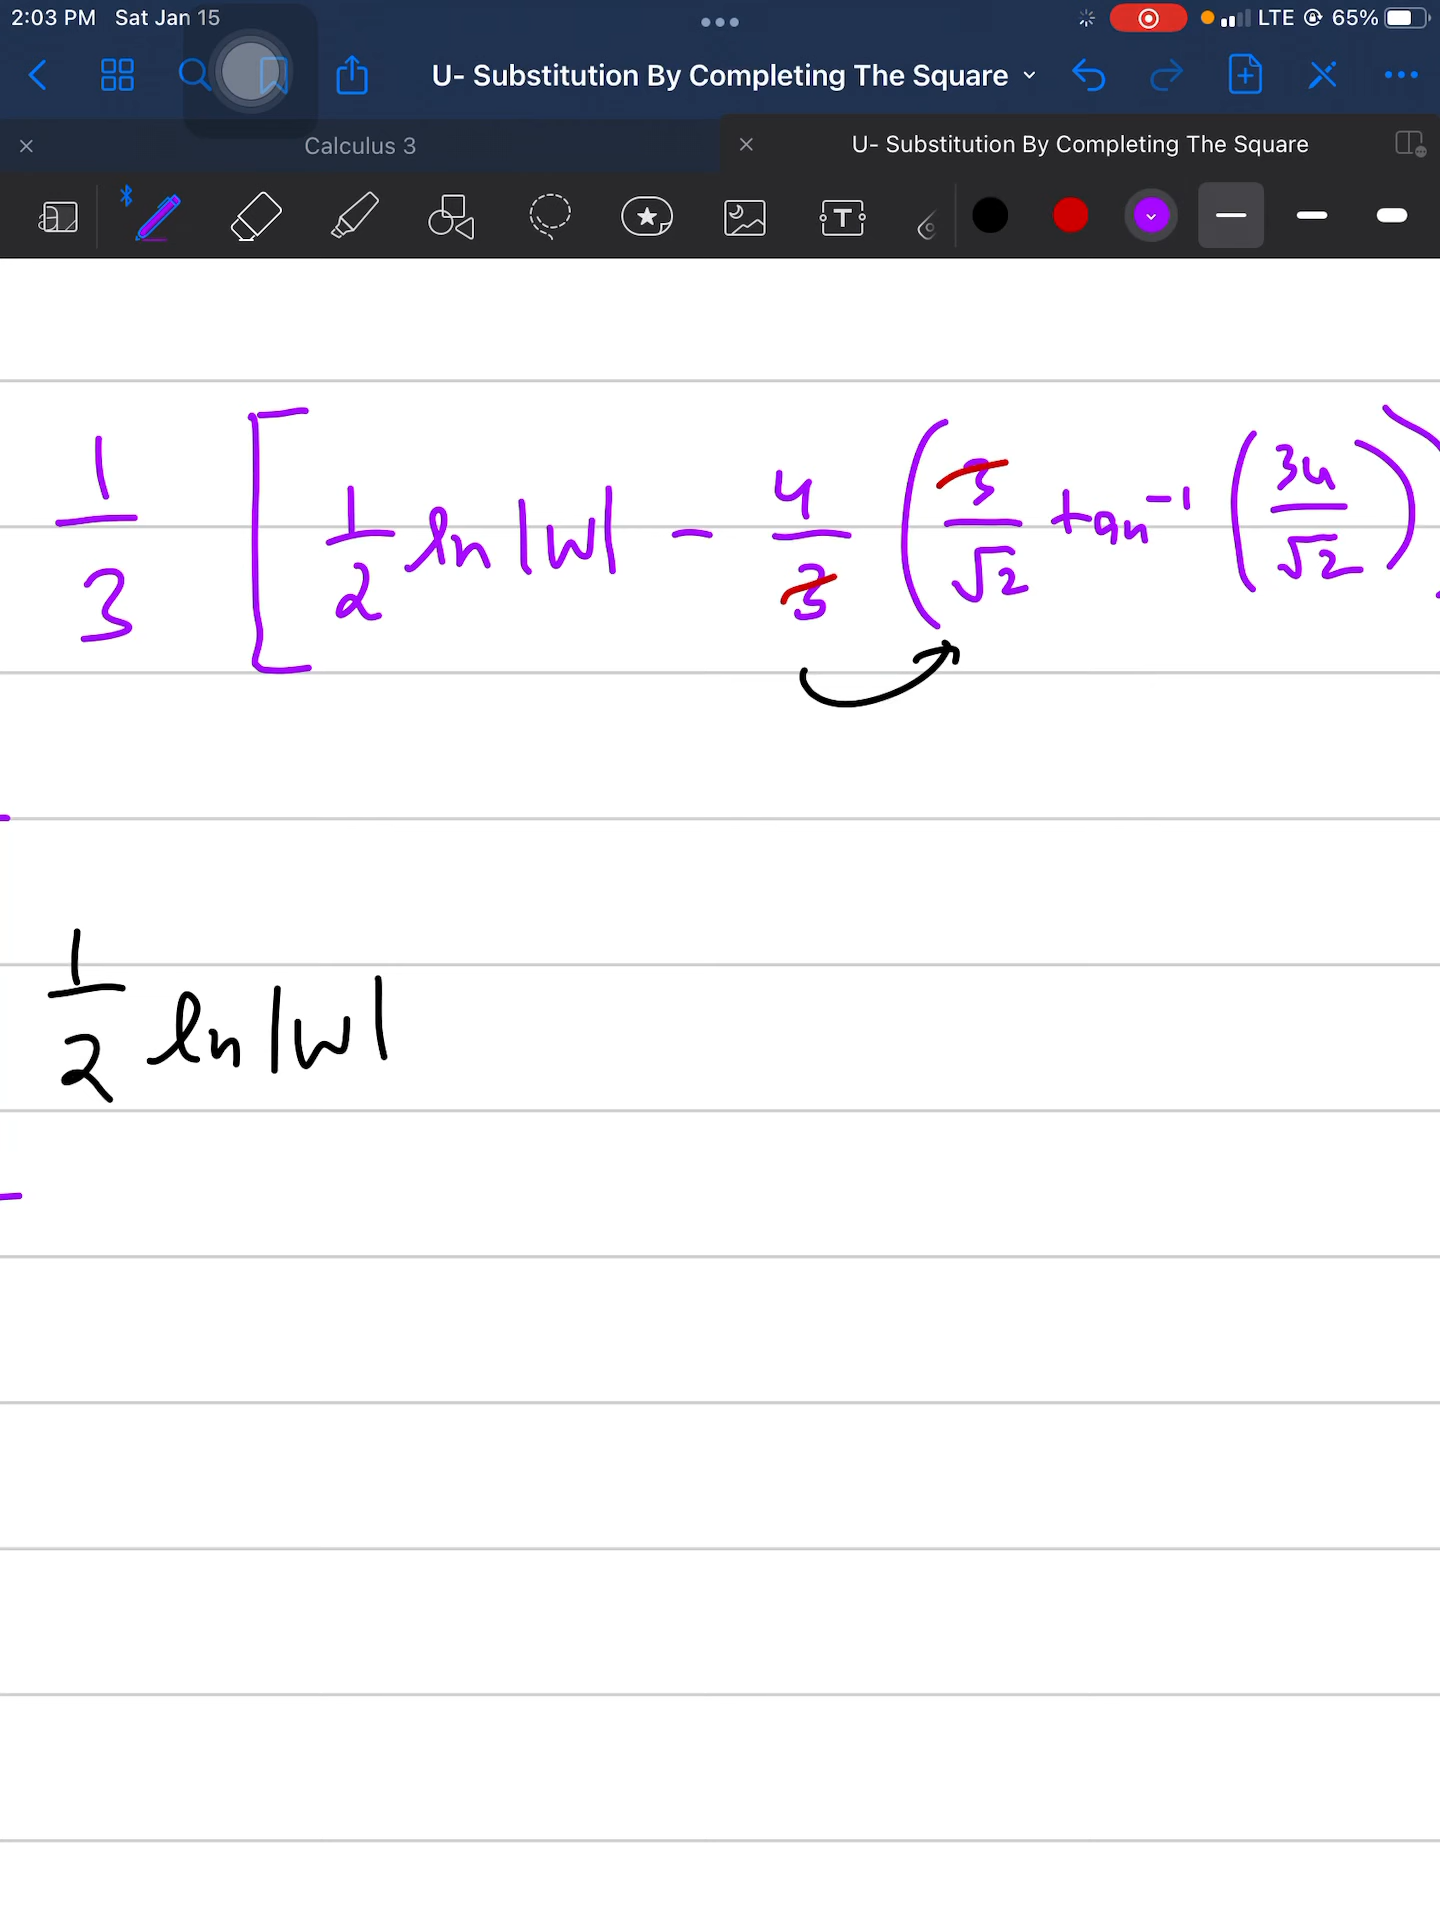 2:03 PM Sat Jan 15
LTE 65%
U- Substitution By Completing The Square
Calculus 3
U- Substitution By Completing The Square
1/3 [ 1/2 ln |w| - 4/3 ( 3/√2 tan⁻¹ ( 3u/√2 ) )
1/2 ln |w|